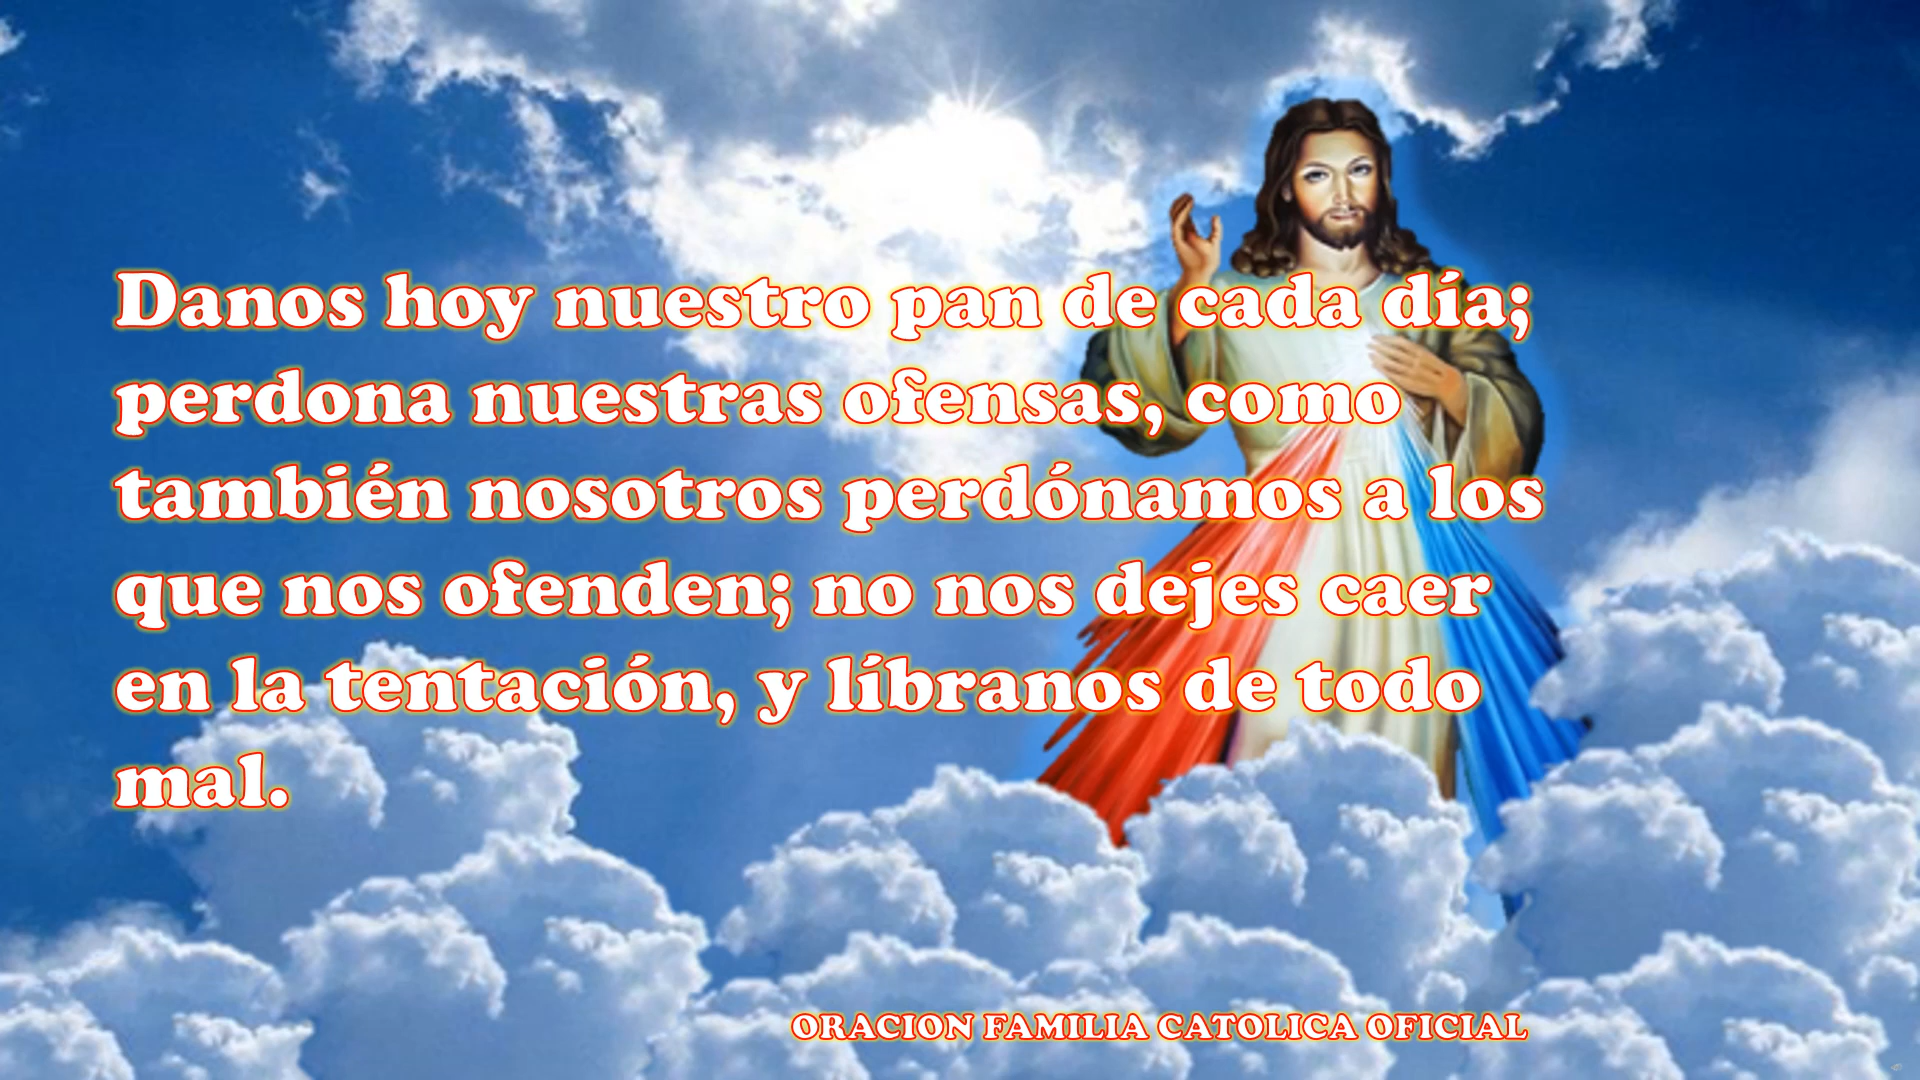 Danos hoy nuestro pan de cada día;
perdona nuestras ofensas, como
también nosotros perdónamos a los
que nos ofenden; no nos dejes caer
en la tentación, y líbranos de todo
mal.
ORACION FAMILIA CATOLICA OFICIAL